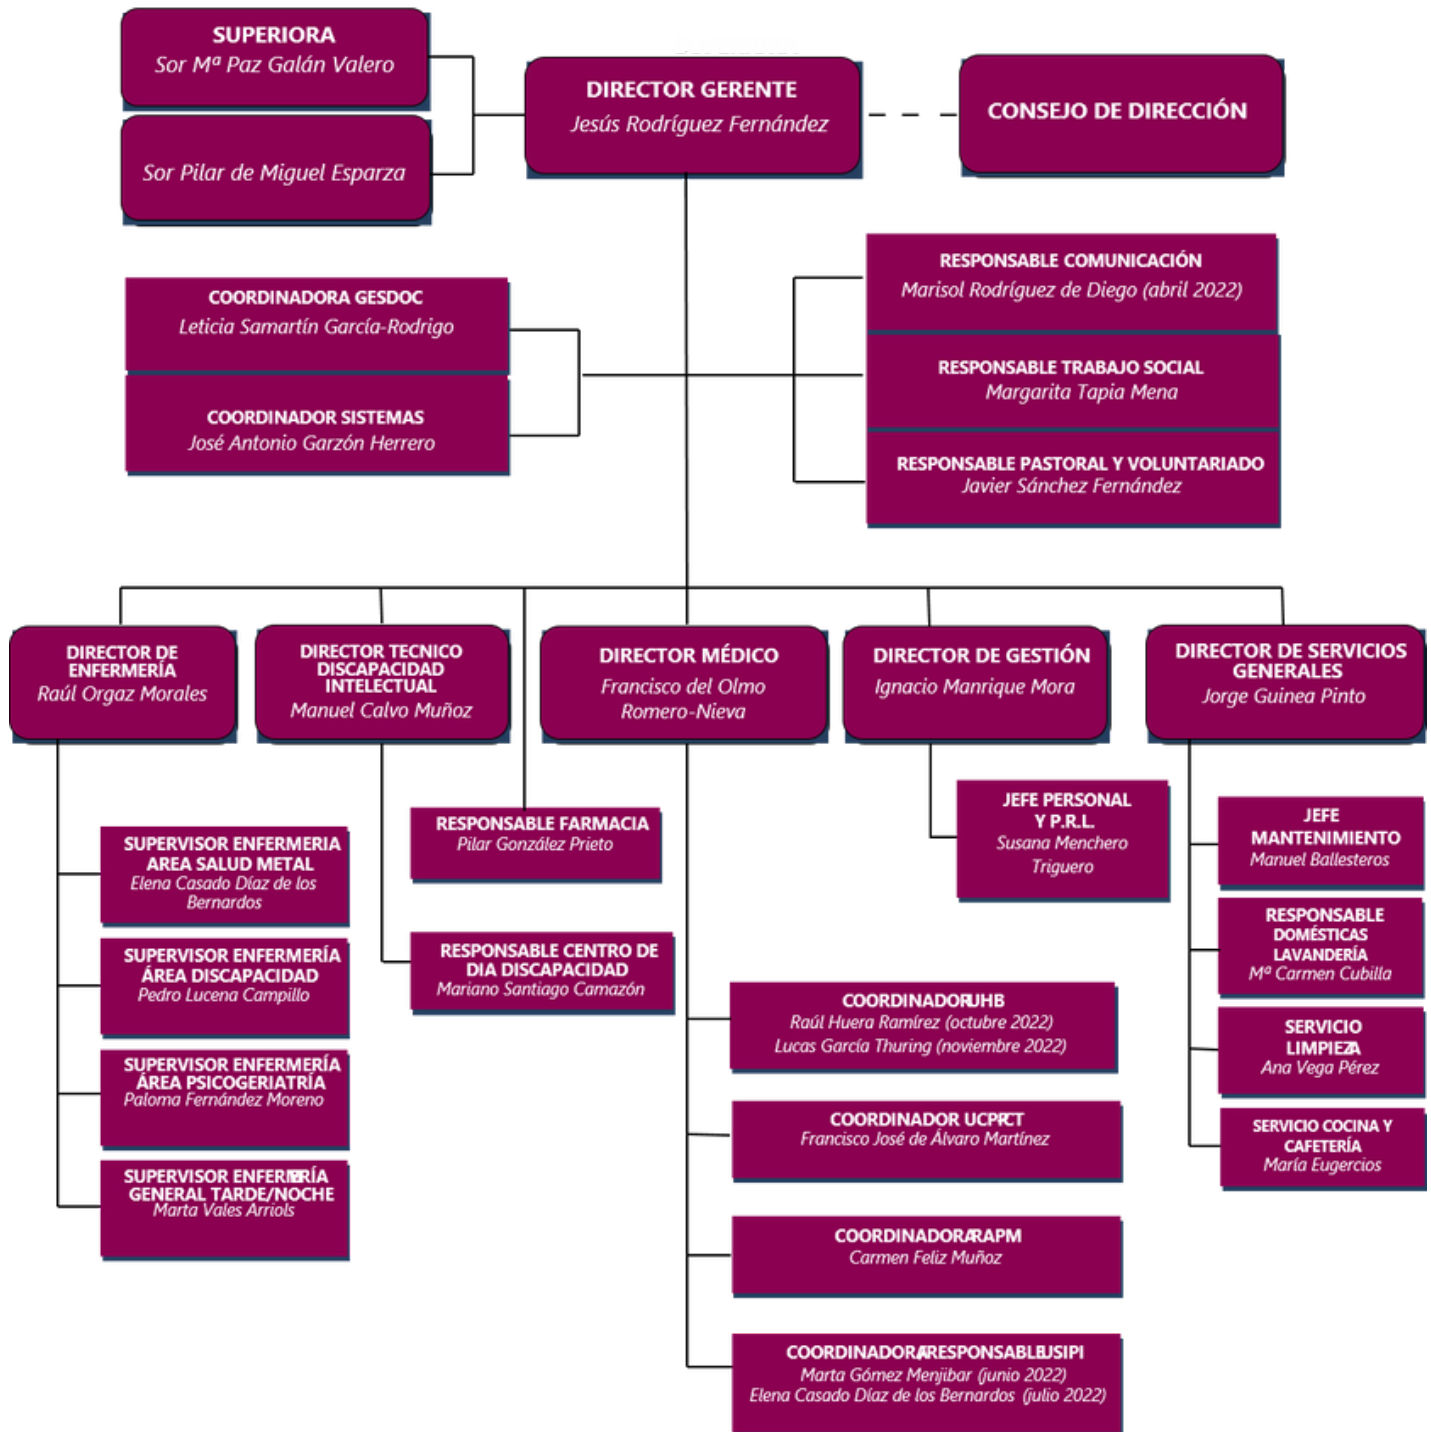 SUPERIORA
Sor Mª Paz Galán Valero
Sor Pilar de Miguel Esparza
DIRECTOR GERENTE
Jesús Rodríguez Fernández
CONSEJO DE DIRECCIÓN
COORDINADORA GESDOC
Leticia Samartín García-Rodrigo
COORDINADOR SISTEMAS
José Antonio Garzón Herrero
RESPONSABLE COMUNICACIÓN
Marisol Rodríguez de Diego (abril 2022)
RESPONSABLE TRABAJO SOCIAL
Margarita Tapia Mena
RESPONSABLE PASTORAL Y VOLUNTARIADO
Javier Sánchez Fernández
DIRECTOR DE
ENFERMERÍA
Raúl Orgaz Morales
DIRECTOR TECNICO
DISCAPACIDAD
INTELECTUAL
Manuel Calvo Muñoz
DIRECTOR MÉDICO
Francisco del Olmo
Romero-Nieva
DIRECTOR DE GESTIÓN
Ignacio Manrique Mora
DIRECTOR DE SERVICIOS
GENERALES
Jorge Guinea Pinto
SUPERVISOR ENFERMERIA
AREA SALUD METAL
Elena Casado Díaz de los
Bernardos
SUPERVISOR ENFERMERÍA
ÁREA DISCAPACIDAD
Pedro Lucena Campillo
SUPERVISOR ENFERMERÍA
ÁREA PSICOGERIATRÍA
Paloma Fernández Moreno
SUPERVISOR ENFERMERÍA
GENERAL TARDE/NOCHE
Marta Vales Arriols
RESPONSABLE FARMACIA
Pilar González Prieto
RESPONSABLE CENTRO DE
DIA DISCAPACIDAD
Mariano Santiago Camazón
COORDINADOR UHB
Raúl Huera Ramírez (octubre 2022)
Lucas García Thuring (noviembre 2022)
COORDINADOR UCPRCT
Francisco José de Álvaro Martínez
COORDINADORA RAPM
Carmen Feliz Muñoz
COORDINADORA/RESPONSABLE USIPI
Marta Gómez Menjibar (junio 2022)
Elena Casado Díaz de los Bernardos (julio 2022)
JEFE PERSONAL
Y P.R.L.
Susana Menchero
Triguero
JEFE
MANTENIMIENTO
Manuel Ballesteros
RESPONSABLE
DOMÉSTICAS
LAVANDERÍA
Mª Carmen Cubilla
SERVICIO
LIMPIEZA
Ana Vega Pérez
SERVICIO COCINA Y
CAFETERÍA
María Eugercios